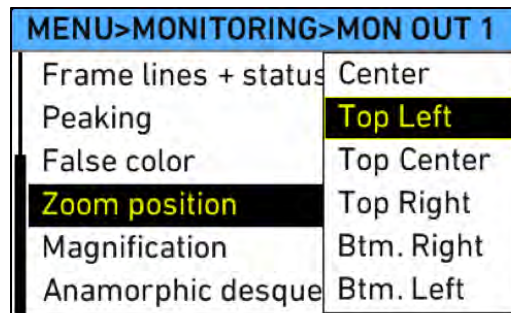 MENU>MONITORING>MON OUT 1
Frame lines + status
Peaking
False color
Zoom position
Magnification
Anamorphic desque
Center
Top Left
Top Center
Top Right
Btm. Right
Btm. Left